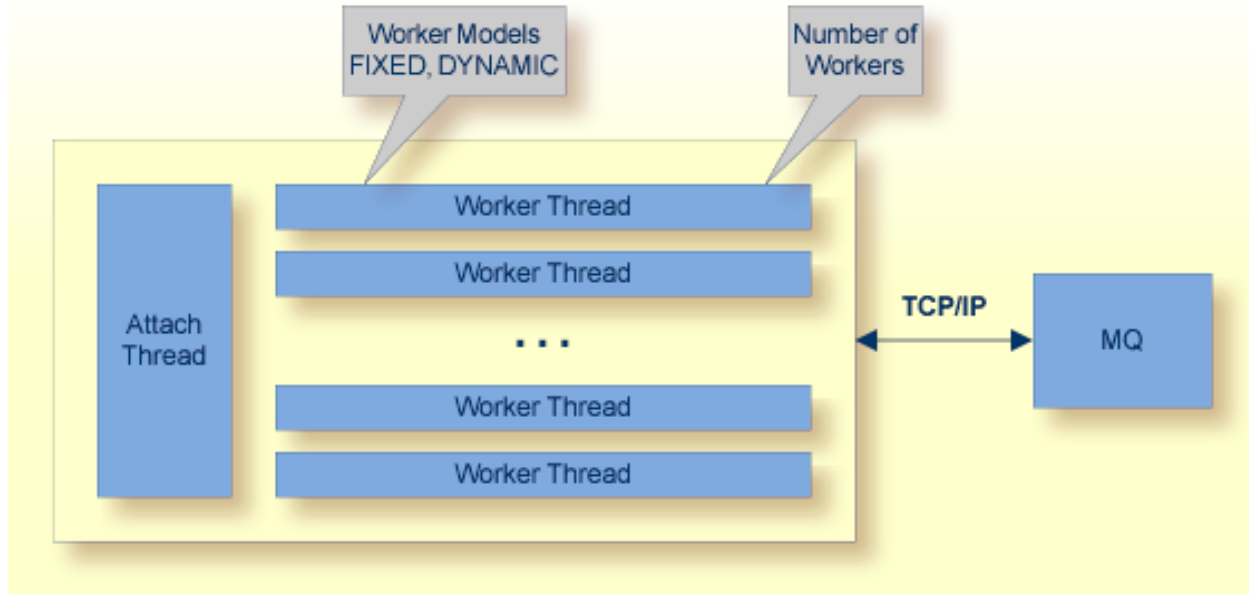 Worker Models
FIXED, DYNAMIC
Number of
Workers
Attach
Thread
Worker Thread
Worker Thread
...
Worker Thread
Worker Thread
TCP/IP
MQ